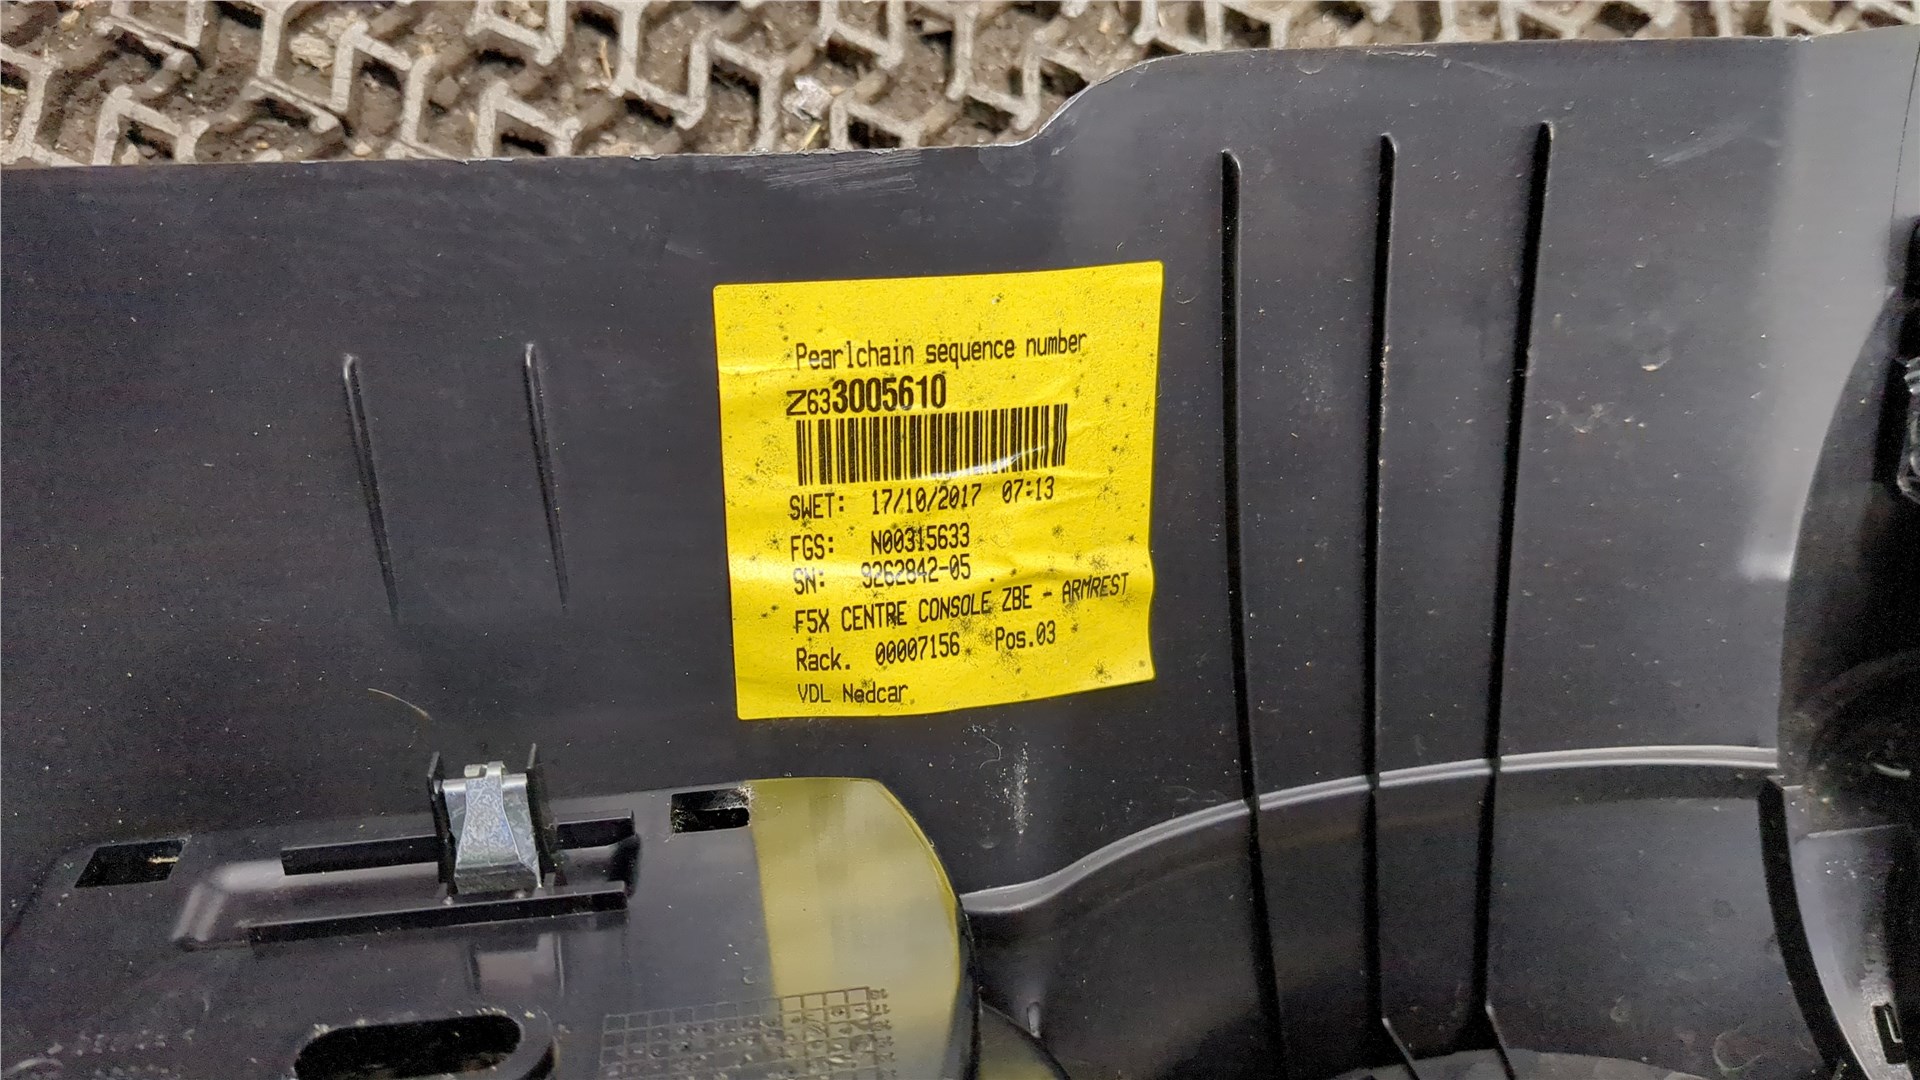 Pearlchain sequence number
Z633005610
SWET: 17/10/2017 07:13
FGS: N00315633
SN: 9262842-05
F5X CENTRE CONSOLE ZBE - ARMREST
Rack. 00007156 Pos.03
VDL Nedcar